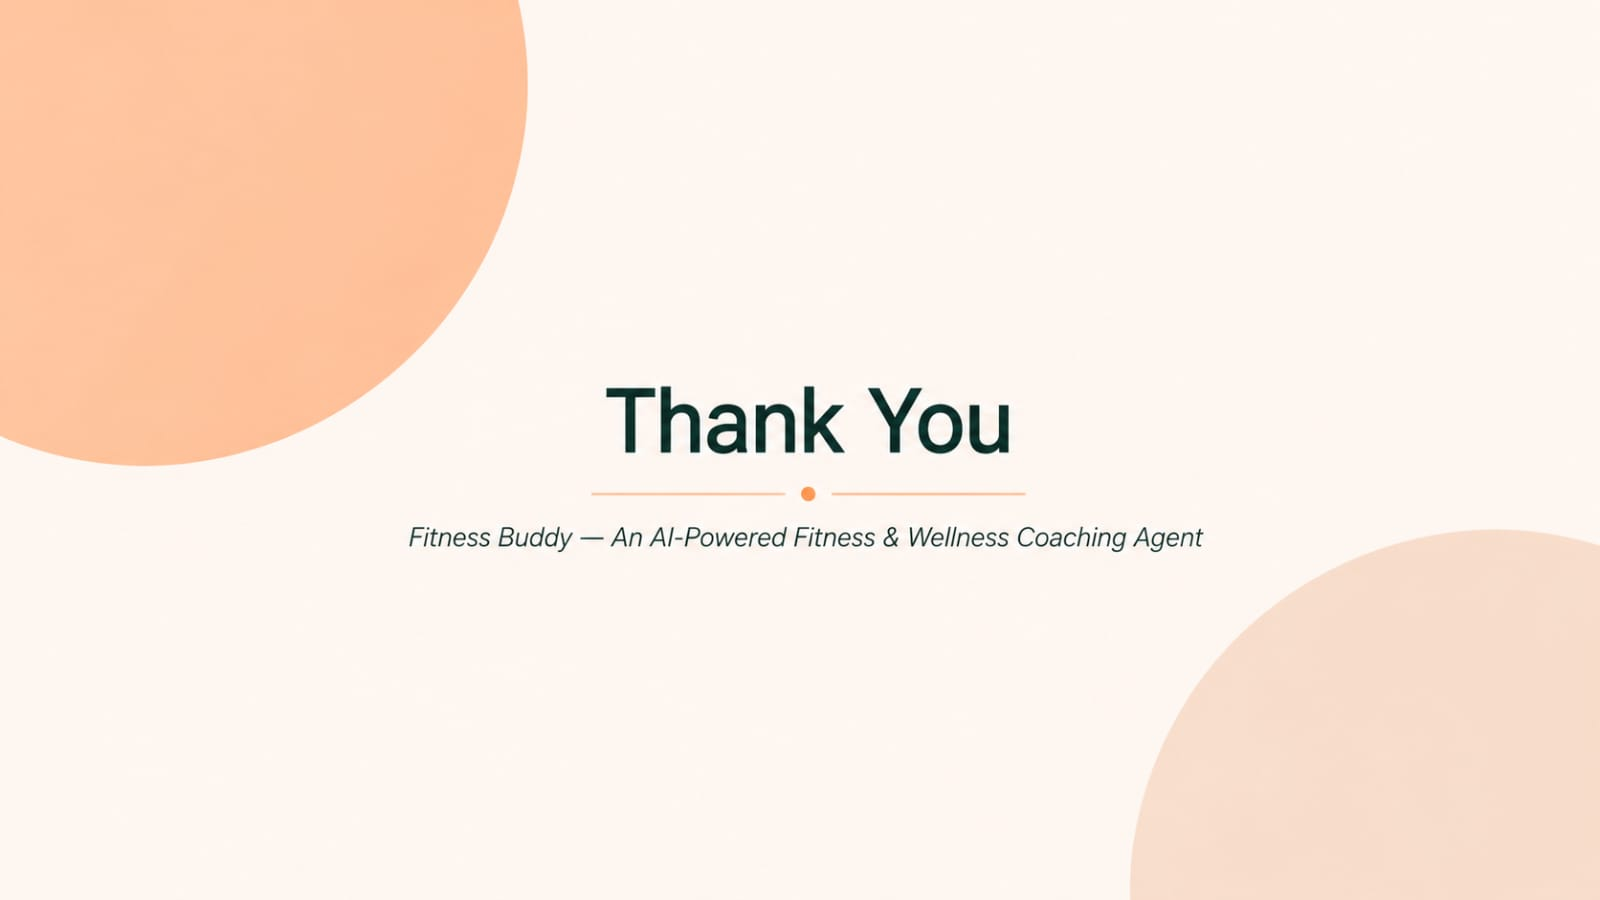 Thank You
Fitness Buddy — An AI-Powered Fitness & Wellness Coaching Agent